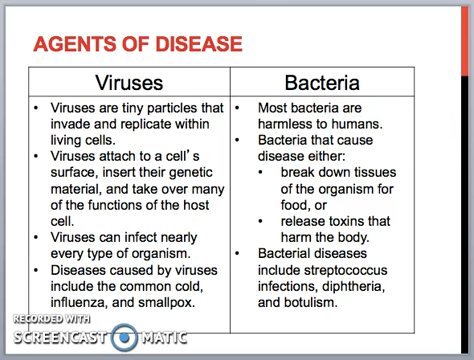 AGENTS OF DISEASE
Viruses
• Viruses are tiny particles that
invade and replicate within
living cells.
• Viruses attach to a cell's
surface, insert their genetic
material, and take over many
of the functions of the host
cell.
• Viruses can infect nearly
every type of organism.
• Diseases caused by viruses
include the common cold,
influenza, and smallpox.
Bacteria
• Most bacteria are
harmless to humans.
• Bacteria that cause
disease either:
• break down tissues
of the organism for
food, or
• release toxins that
harm the body.
• Bacterial diseases
include streptococcus
infections, diphtheria,
and botulism.
RECORDED WITH
SCREENCAST MATIC